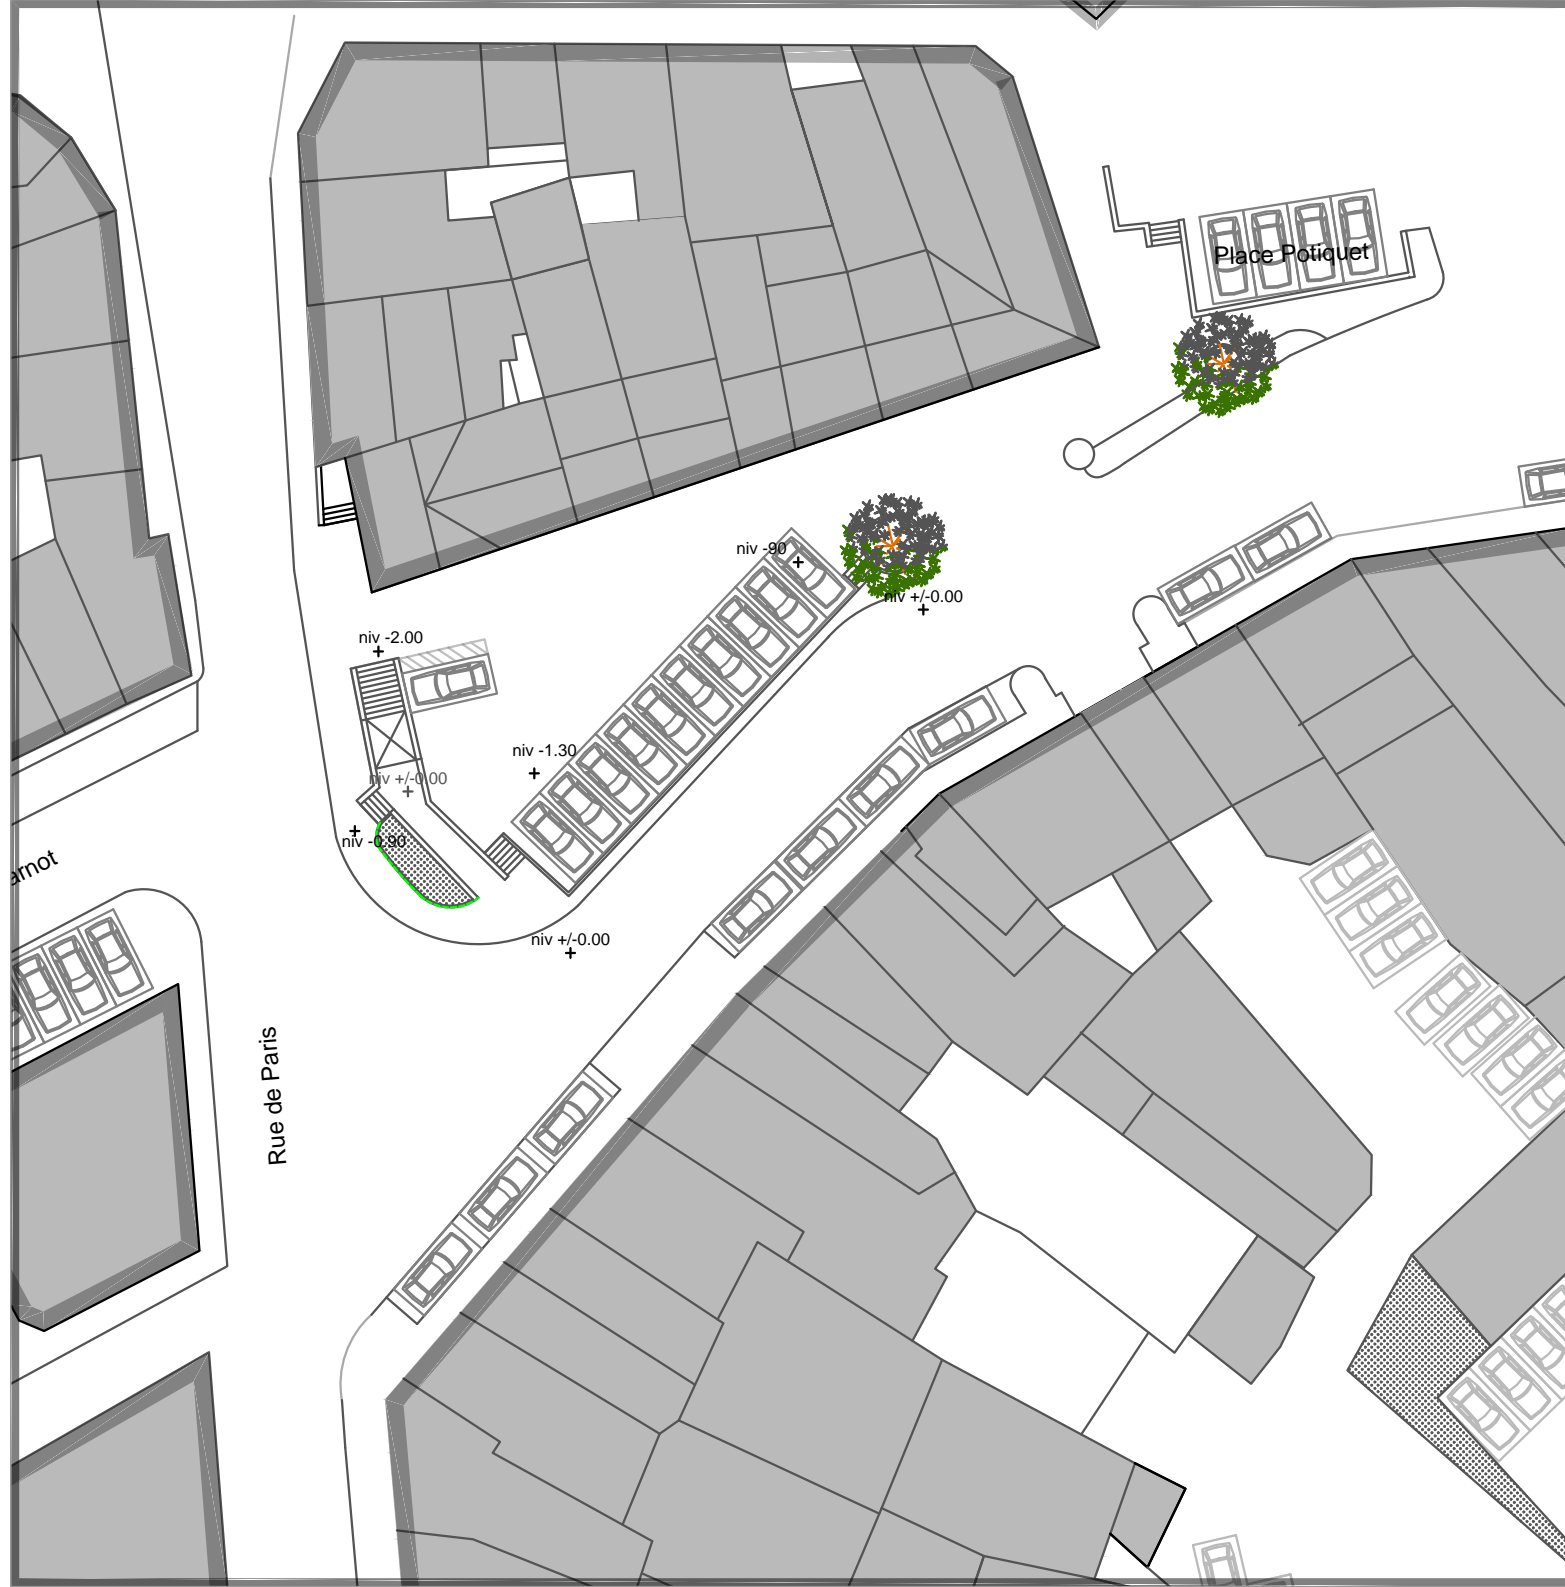 Place Potiquet
niv -90
niv +/-0.00
niv -2.00
niv -1.30
niv +/-0.00
niv -0.90
arnot
niv +/-0.00
Rue de Paris